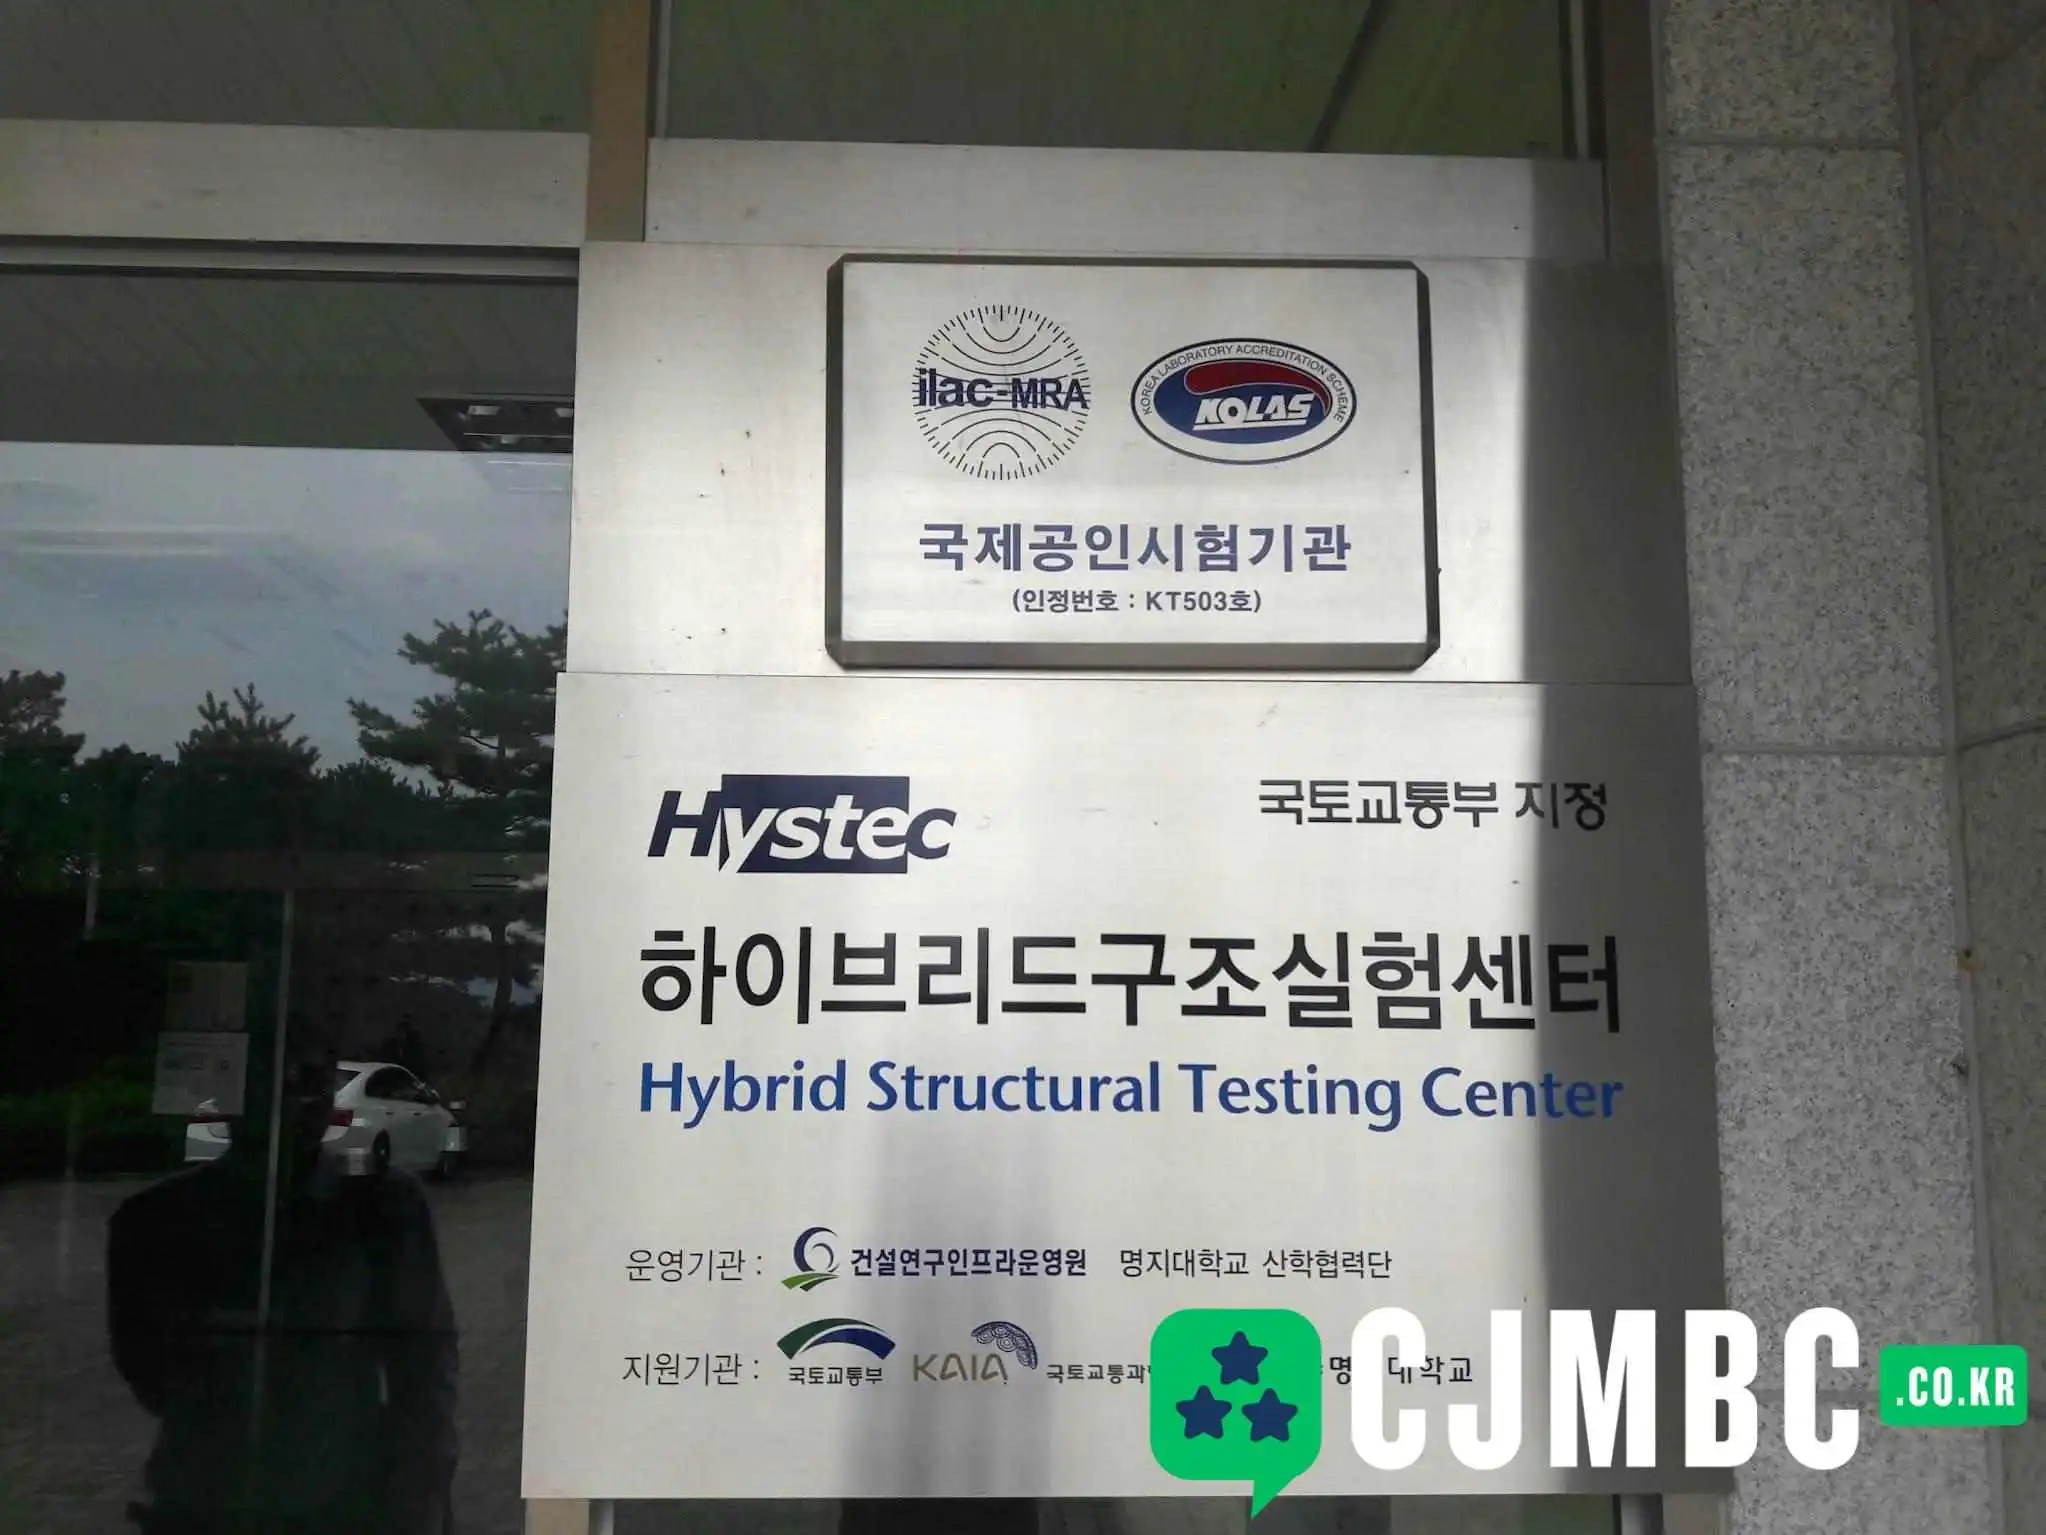 ilac-MRA
KOREA LABORATORY ACCREDITATION SCHEME
KOLAS
국제공인시험기관
(인정번호 : KT503호)
Hystec
국토교통부 지정
하이브리드구조실험센터
Hybrid Structural Testing Center
운영기관 : 건설연구인프라운영원 명지대학교 산학협력단
지원기관 : 국토교통부 KAIA 대학교
CJMBC
.CO.KR